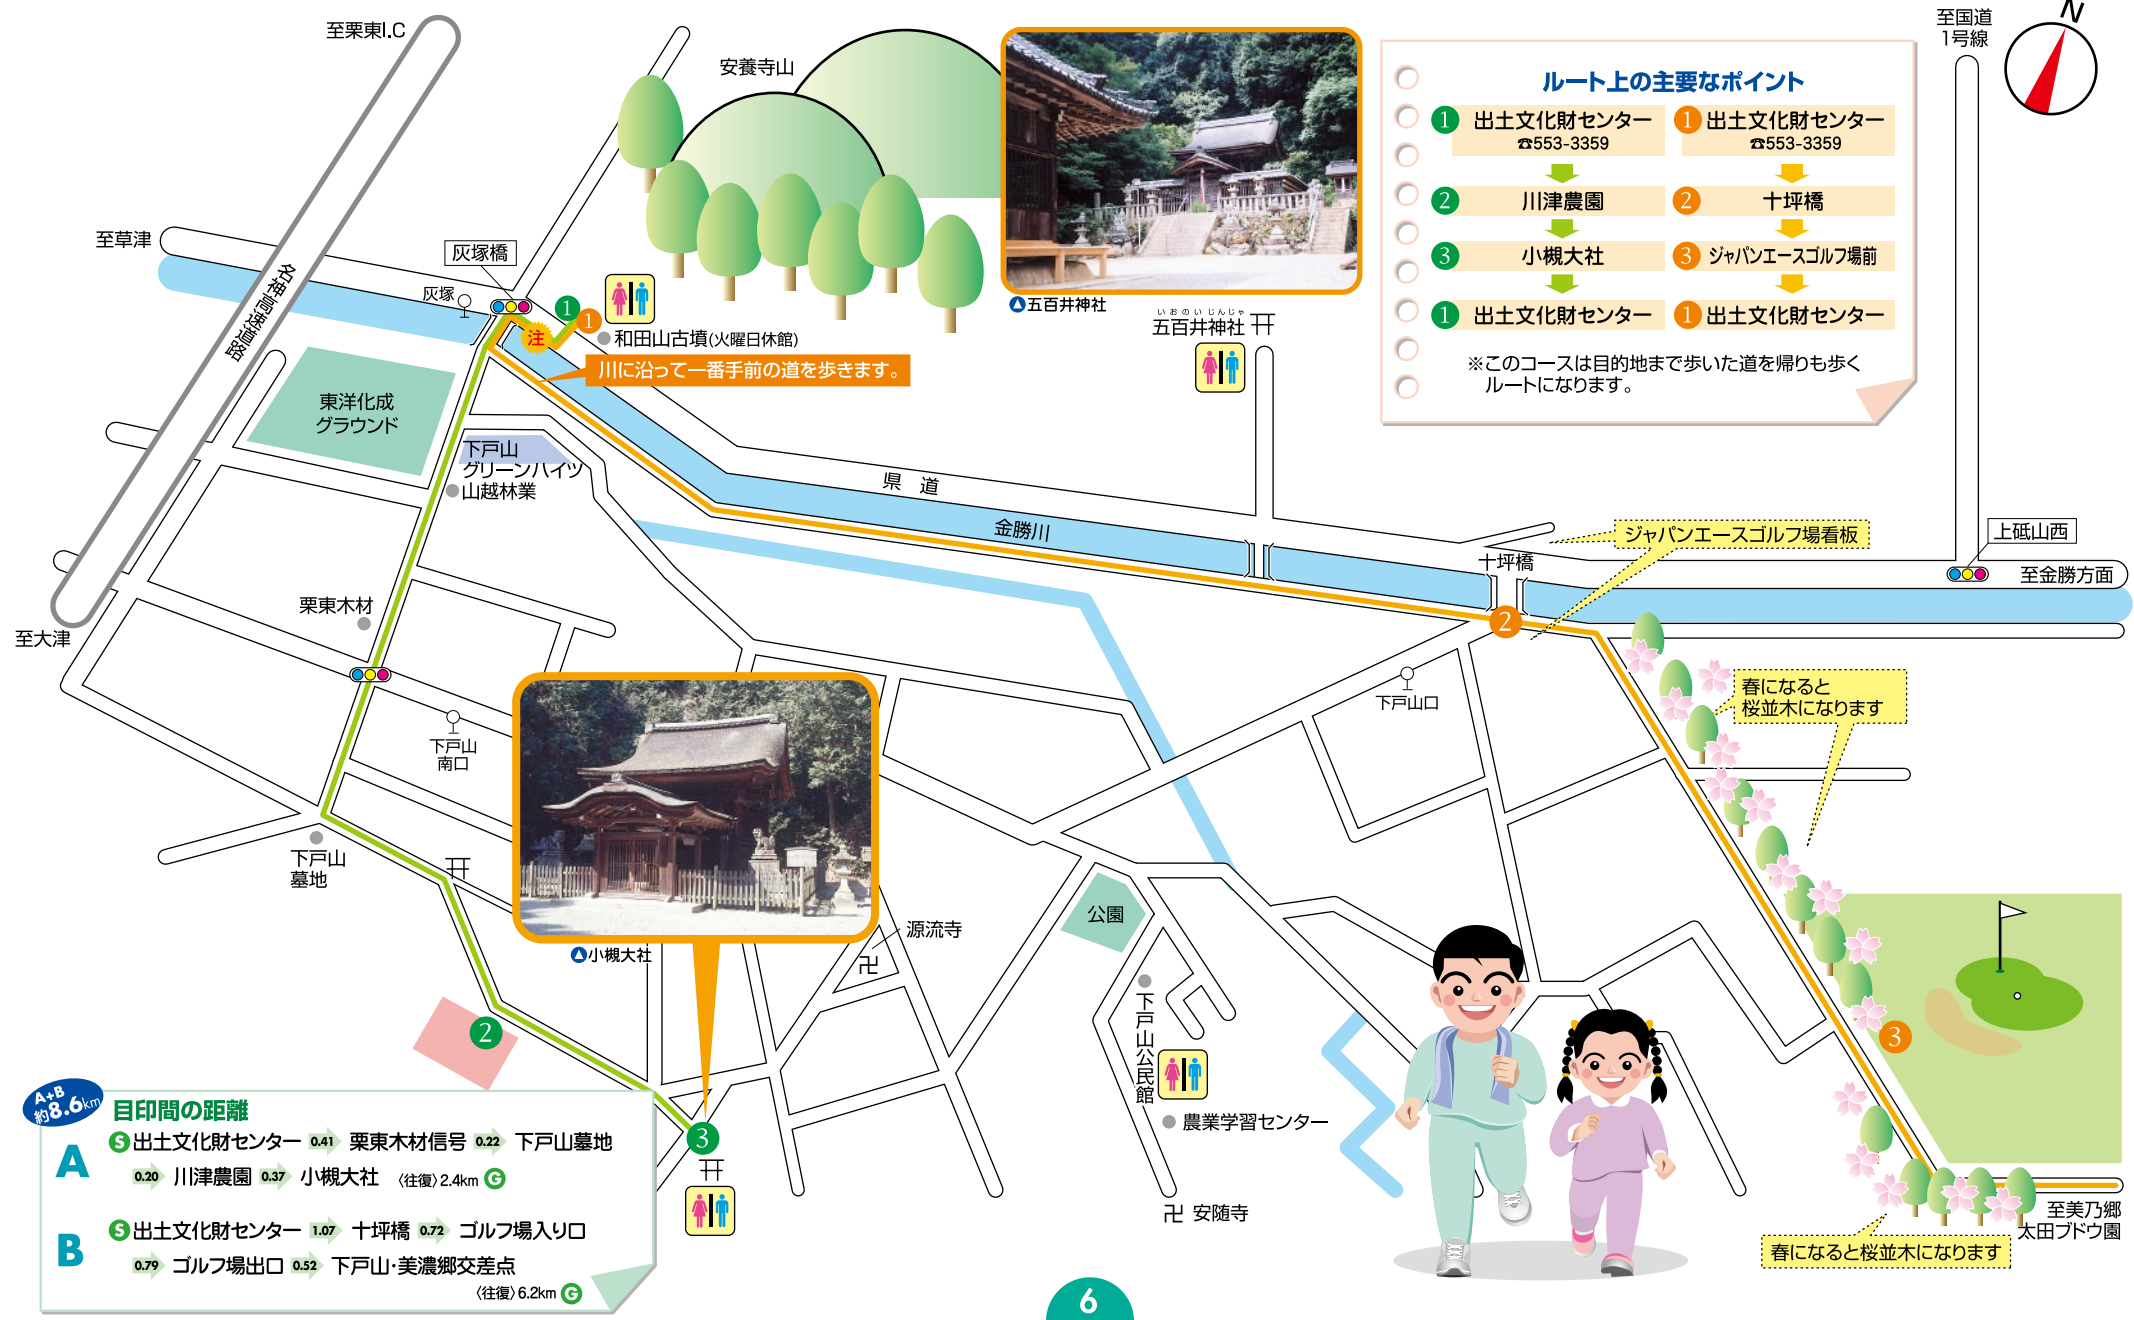 至栗東I.C
安養寺山
至国道
1号線
N
ルート上の主要なポイント
1 出土文化財センター
☎553-3359
2 川津農園
3 小槻大社
1 出土文化財センター
1 出土文化財センター
☎553-3359
2 十坪橋
3 ジャパンエースゴルフ場前
1 出土文化財センター
※このコースは目的地まで歩いた道を帰りも歩く
ルートになります。
至草津
名神高速道路
灰塚橋
灰塚
注
1
1
和田山古墳(火曜日休館)
川に沿って一番手前の道を歩きます。
五百井神社
いおのいじんじゃ
五百井神社
東洋化成
グラウンド
下戸山
グリーンハイツ
山越林業
県道
金勝川
ジャパンエースゴルフ場看板
上砥山西
十坪橋
至金勝方面
2
栗東木材
至大津
下戸山口
春になると
桜並木になります
下戸山
南口
下戸山
墓地
小槻大社
源流寺
公園
下戸山公民館
農業学習センター
安随寺
2
3
3
至美乃郷
太田ブドウ園
春になると桜並木になります
A+B
約8.6km
目印間の距離
A
S 出土文化財センター 0.41 栗東木材信号 0.22 下戸山墓地
0.20 川津農園 0.37 小槻大社 〈往復〉2.4km G
B
S 出土文化財センター 1.07 十坪橋 0.72 ゴルフ場入り口
0.79 ゴルフ場出口 0.52 下戸山・美濃郷交差点
〈往復〉6.2km G
6